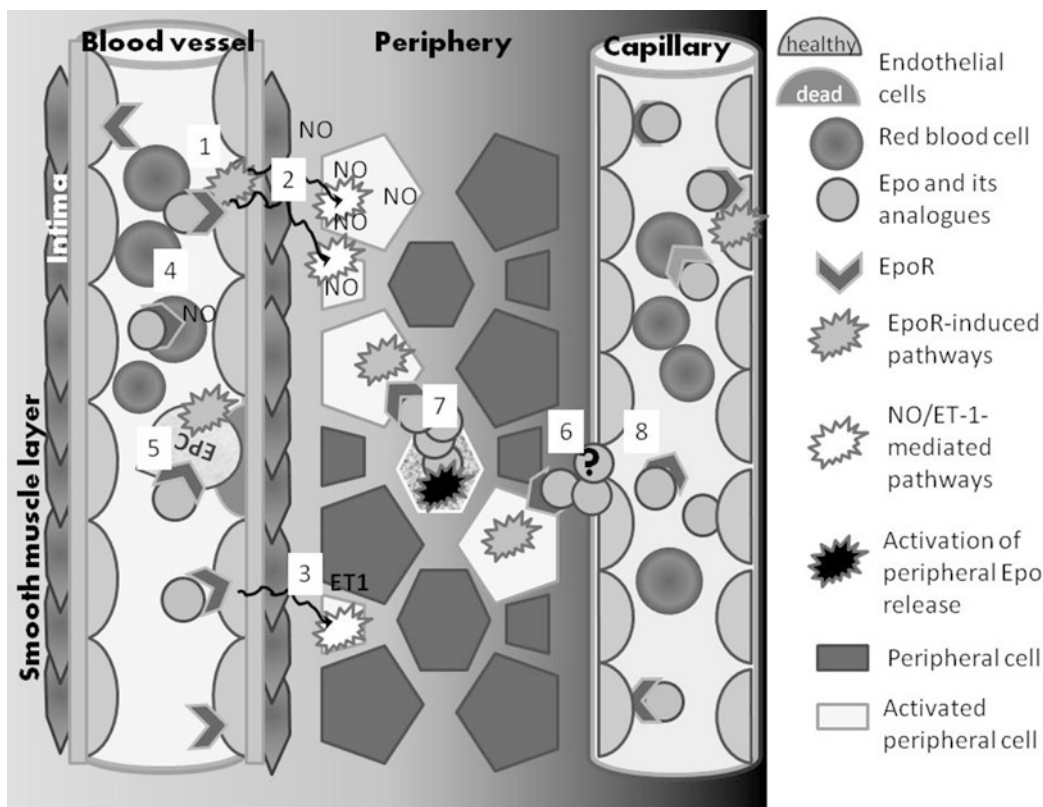 Blood vessel
Periphery
Capillary
Intima
Smooth muscle layer
1
2
NO
NO
NO
NO
NO
4
NO
5
EPC
3
ET1
7
6
?
8
healthy
dead
Endothelial
cells
Red blood cell
Epo and its
analogues
EpoR
EpoR-induced
pathways
NO/ET-1-
mediated
pathways
Activation of
peripheral Epo
release
Peripheral cell
Activated
peripheral cell